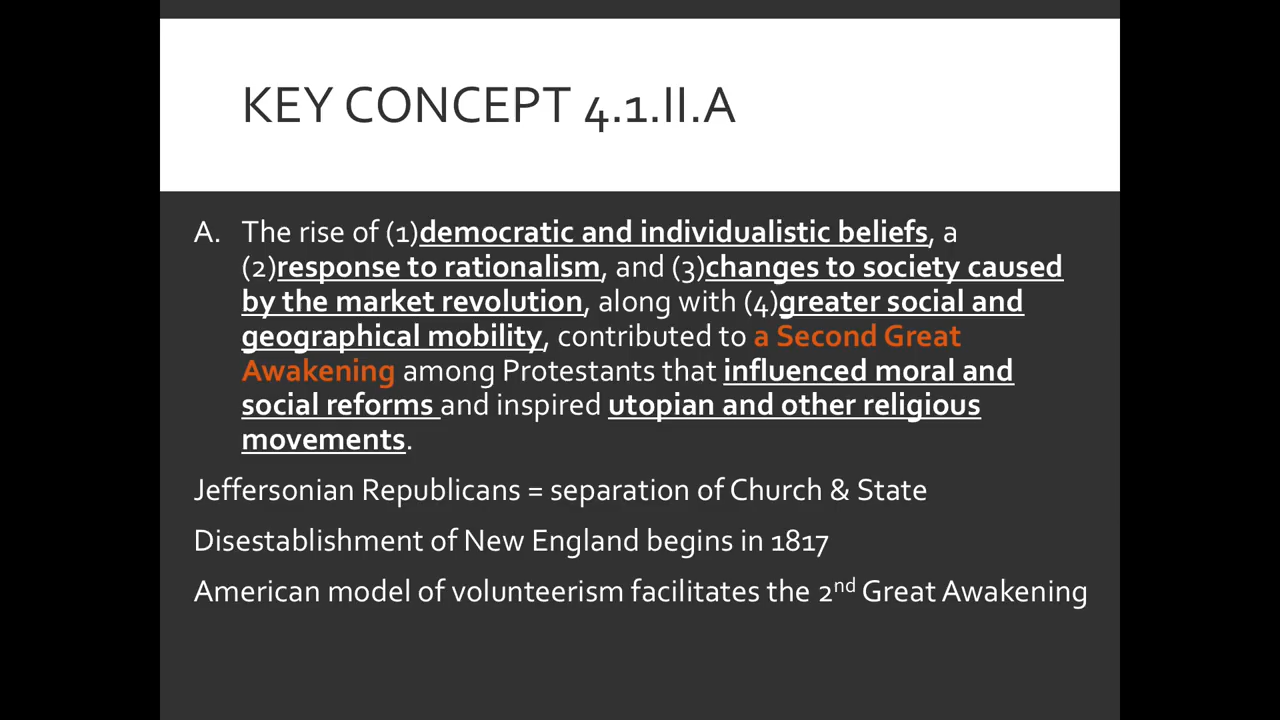 KEY CONCEPT 4.1.II.A
A. The rise of (1)democratic and individualistic beliefs, a
(2)response to rationalism, and (3)changes to society caused
by the market revolution, along with (4)greater social and
geographical mobility, contributed to a Second Great
Awakening among Protestants that influenced moral and
social reforms and inspired utopian and other religious
movements.
Jeffersonian Republicans = separation of Church & State
Disestablishment of New England begins in 1817
American model of volunteerism facilitates the 2nd Great Awakening